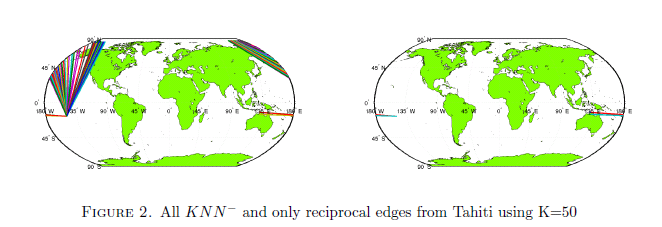 90° N
90° N
45° N
45° N
0°
180° W 135° W 90° W 45° W 0° 45° E 90° E 180° E
0°
180° W 135° W 90° W 45° W 0° 45° E 90° E 135° E 180° E
45° S
45° S
90° S
90° S
FIGURE 2. All KNN⁻ and only reciprocal edges from Tahiti using K=50